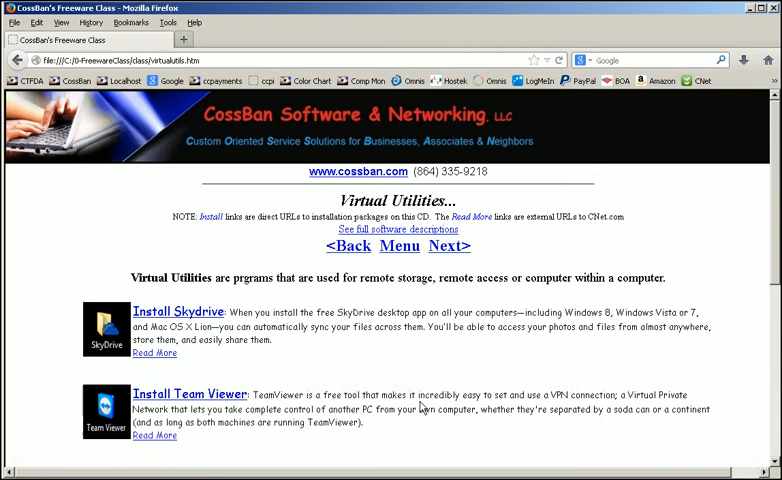 CossBan's Freeware Class - Mozilla Firefox
File Edit View History Bookmarks Tools Help
CossBan's Freeware Class
file:///C:/0-FreewareClass/class/virtualutils.htm
Google
CTFDA CossBan Localhost Google ccpayments ccpi Color Chart Comp Mon Omnis Hostek Omnis LogMeIn PayPal BOA Amazon CNet
CossBan Software & Networking, LLC
Custom Oriented Service Solutions for Businesses, Associates & Neighbors
www.cossban.com (864) 335-9218
Virtual Utilities...
NOTE: Install links are direct URLs to installation packages on this CD. The Read More links are external URLs to CNet.com
See full software descriptions
<Back Menu Next>
Virtual Utilities are prgrams that are used for remote storage, remote access or computer within a computer.
Install Skydrive: When you install the free SkyDrive desktop app on all your computers—including Windows 8, Windows Vista or 7,
and Mac OS X Lion—you can automatically sync your files across them. You'll be able to access your photos and files from almost anywhere,
store them, and easily share them.
SkyDrive
Read More
Install Team Viewer: TeamViewer is a free tool that makes it incredibly easy to set and use a VPN connection; a Virtual Private
Network that lets you take complete control of another PC from your own computer, whether they're separated by a soda can or a continent
(and as long as both machines are running TeamViewer).
Team Viewer
Read More